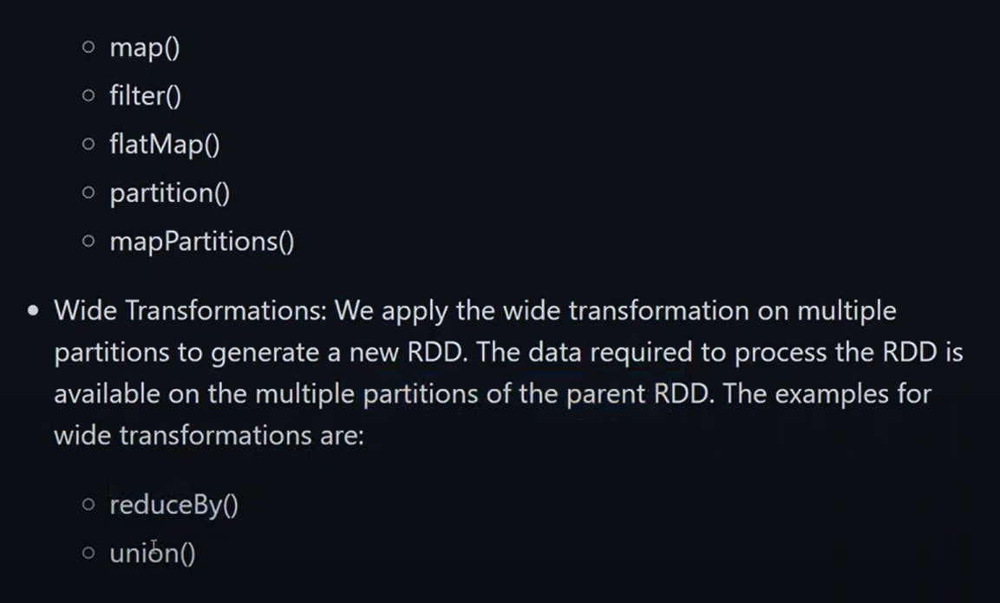 map()
filter()
flatMap()
partition()
mapPartitions()
Wide Transformations: We apply the wide transformation on multiple
partitions to generate a new RDD. The data required to process the RDD is
available on the multiple partitions of the parent RDD. The examples for
wide transformations are:
reduceBy()
union()